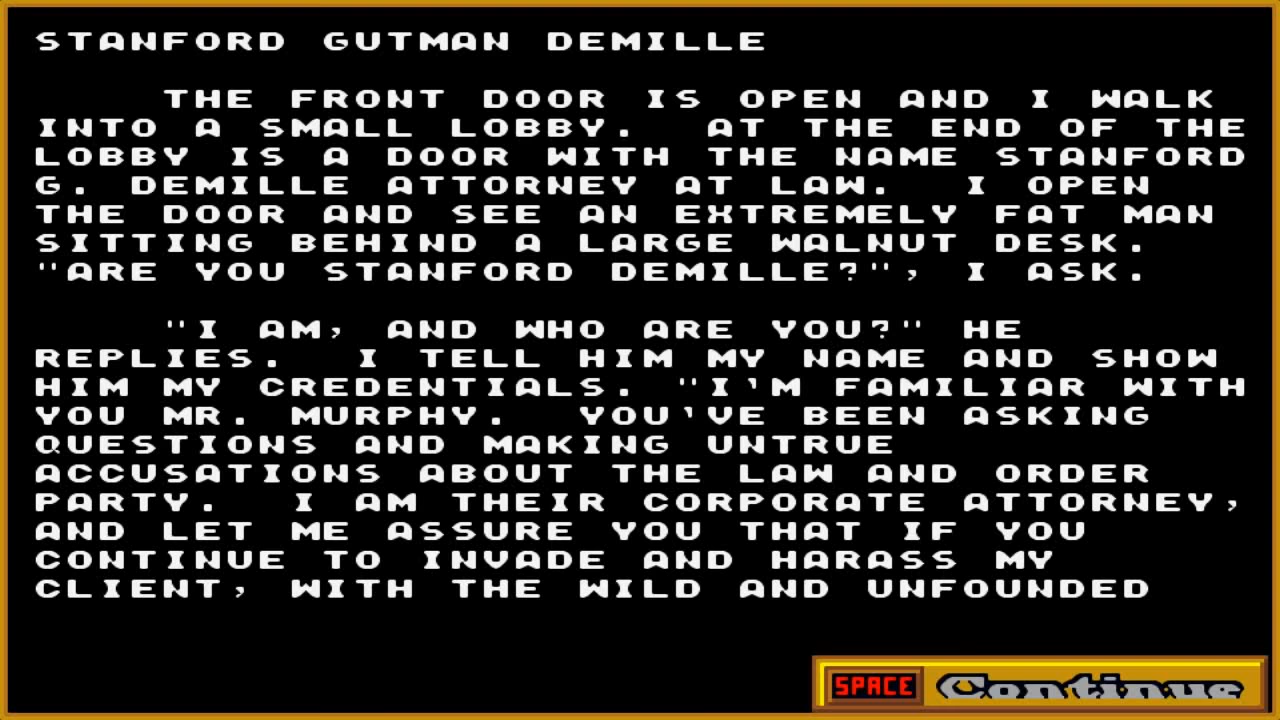 STANFORD GUTMAN DEMILLE
THE FRONT DOOR IS OPEN AND I WALK
INTO A SMALL LOBBY. AT THE END OF THE
LOBBY IS A DOOR WITH THE NAME STANFORD
G. DEMILLE ATTORNEY AT LAW. I OPEN
THE DOOR AND SEE AN EXTREMELY FAT MAN
SITTING BEHIND A LARGE WALNUT DESK.
"ARE YOU STANFORD DEMILLE?", I ASK.
"I AM, AND WHO ARE YOU?" HE
REPLIES. I TELL HIM MY NAME AND SHOW
HIM MY CREDENTIALS. "I'M FAMILIAR WITH
YOU MR. MURPHY. YOU'VE BEEN ASKING
QUESTIONS AND MAKING UNTRUE
ACCUSATIONS ABOUT THE LAW AND ORDER
PARTY. I AM THEIR CORPORATE ATTORNEY,
AND LET ME ASSURE YOU THAT IF YOU
CONTINUE TO INVADE AND HARASS MY
CLIENT, WITH THE WILD AND UNFOUNDED
SPACE Continue